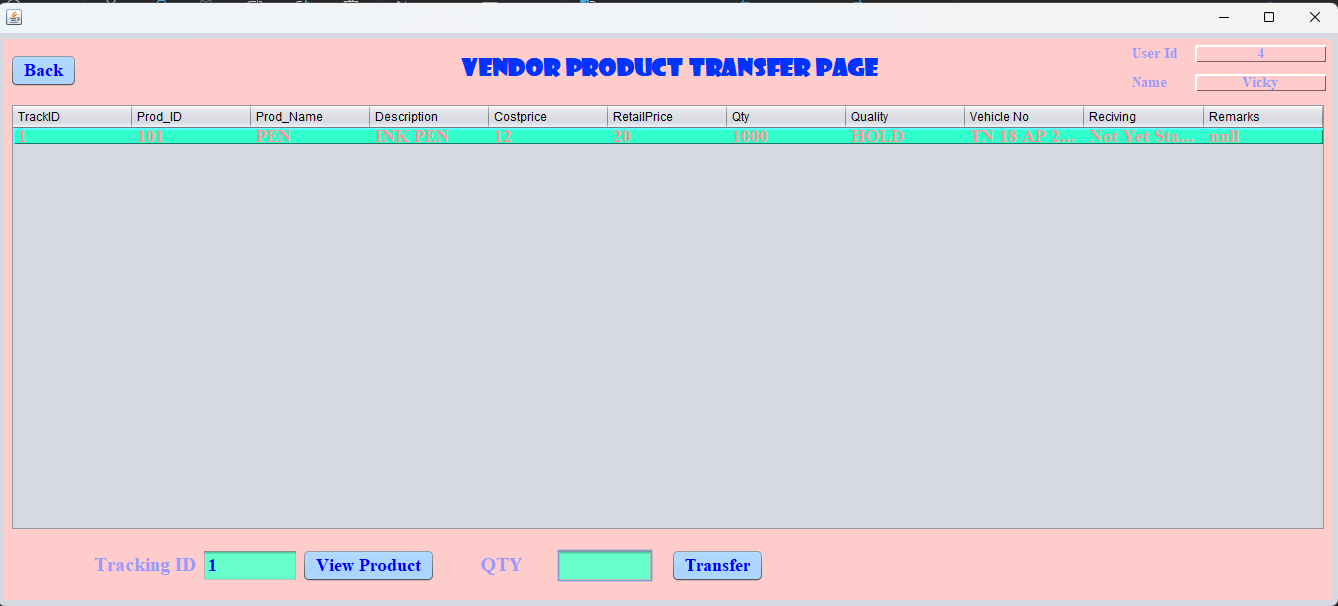 Back
VENDOR PRODUCT TRANSFER PAGE
User Id 4
Name Vicky
TrackID Prod_ID Prod_Name Description Costprice RetailPrice Qty Quality Vehicle No Reciving Remarks
1 101 PEN INK PEN 12 20 1000 HOLD TN 18 AP 2... Not Yet Sta... null
Tracking ID 1 View Product QTY Transfer